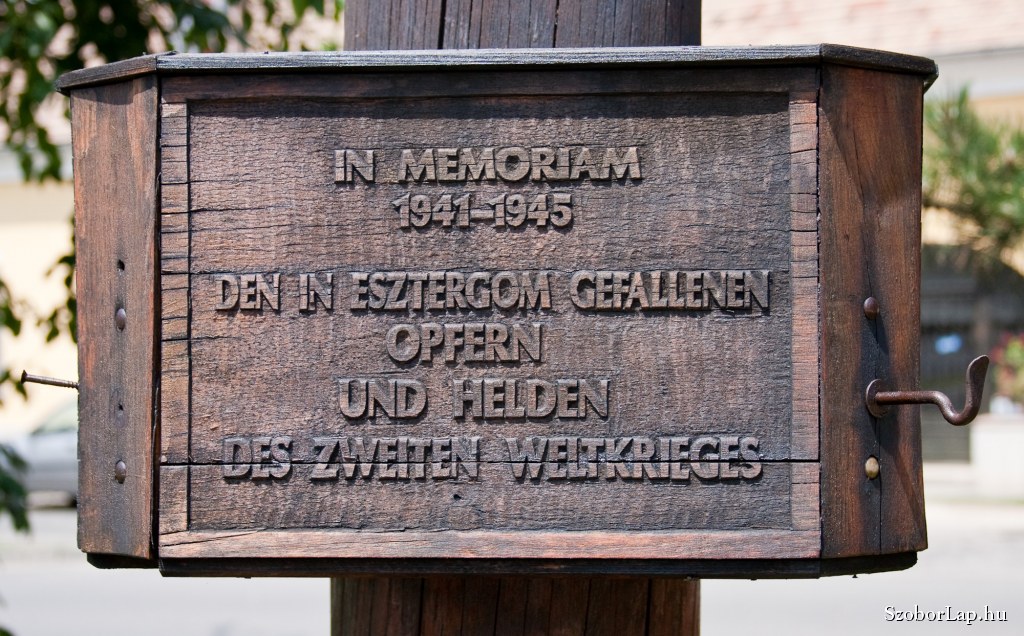 IN MEMORIAM
1941–1945
DEN IN ESZTERGOM GEFALLENEN
OPFERN
UND HELDEN
DES ZWEITEN WELTKRIEGES
SzoborLap.hu